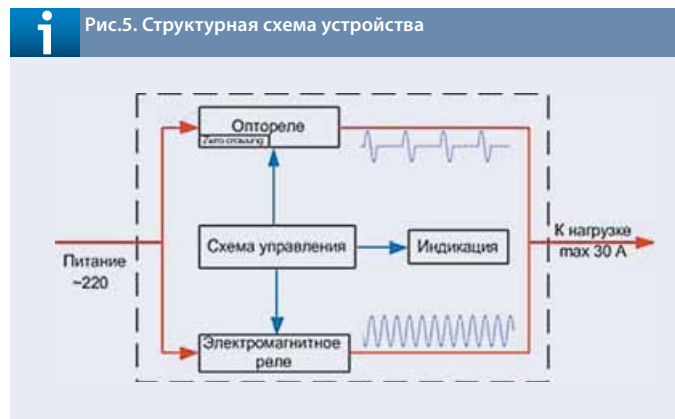 Рис.5. Структурная схема устройства
Оптореле
Zero crossing
Схема управления
Индикация
К нагрузке
max 30 А
Питание
~220
Электромагнитное
реле